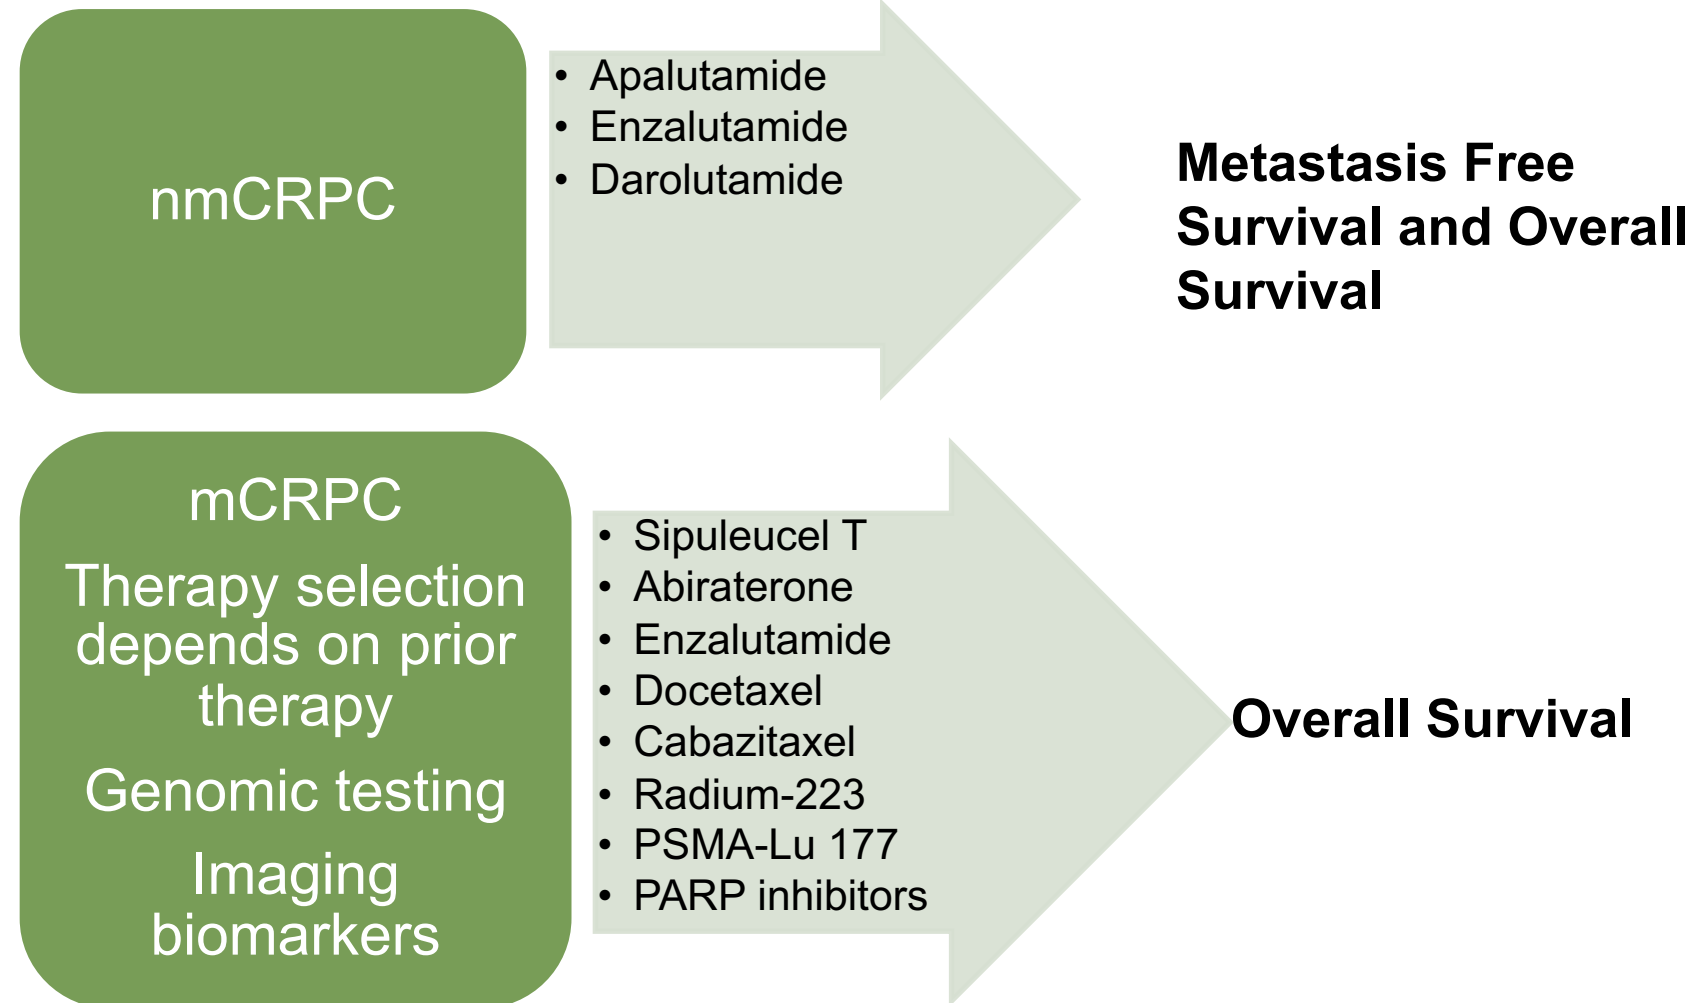 nmCRPC
• Apalutamide
• Enzalutamide
• Darolutamide
Metastasis Free
Survival and Overall
Survival
mCRPC
Therapy selection
depends on prior
therapy
Genomic testing
Imaging
biomarkers
• Sipuleucel T
• Abiraterone
• Enzalutamide
• Docetaxel
• Cabazitaxel
• Radium-223
• PSMA-Lu 177
• PARP inhibitors
Overall Survival